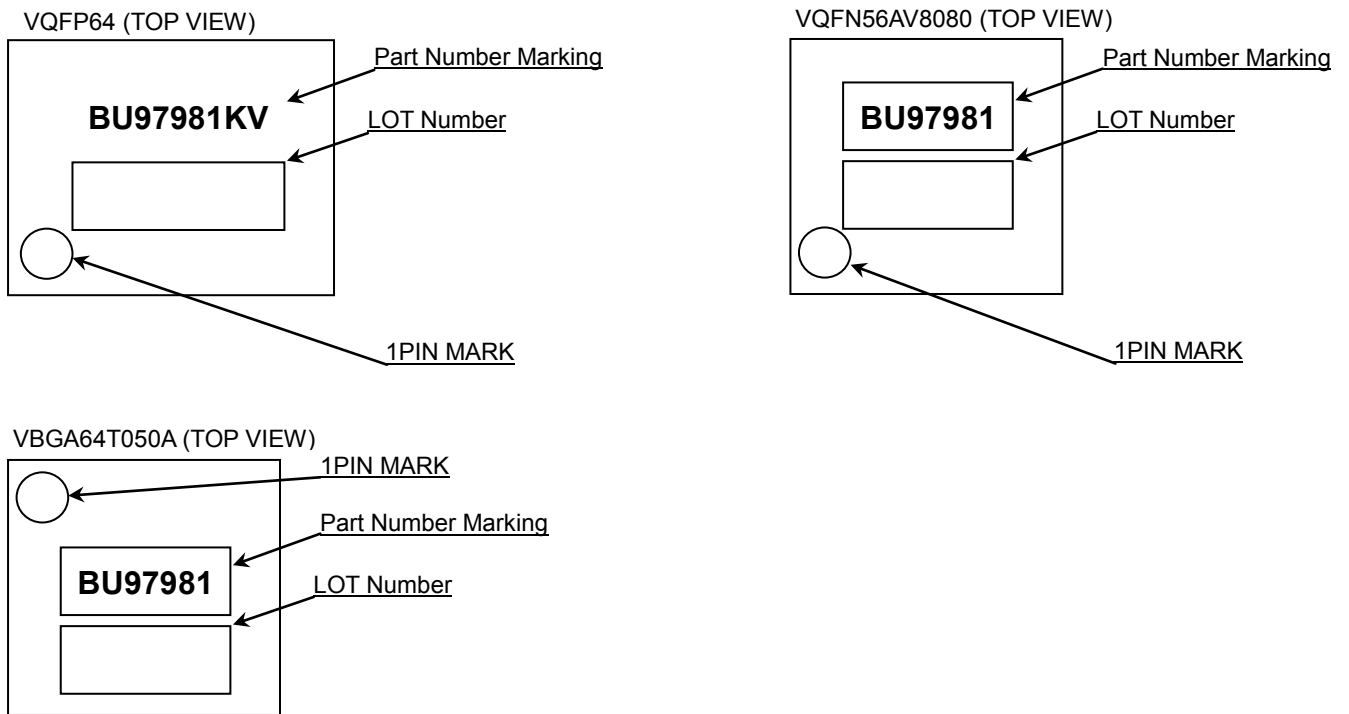 VQFP64 (TOP VIEW)
Part Number Marking
BU97981KV
LOT Number
1PIN MARK
VQFN56AV8080 (TOP VIEW)
Part Number Marking
BU97981
LOT Number
1PIN MARK
VBGA64T050A (TOP VIEW)
1PIN MARK
Part Number Marking
BU97981
LOT Number